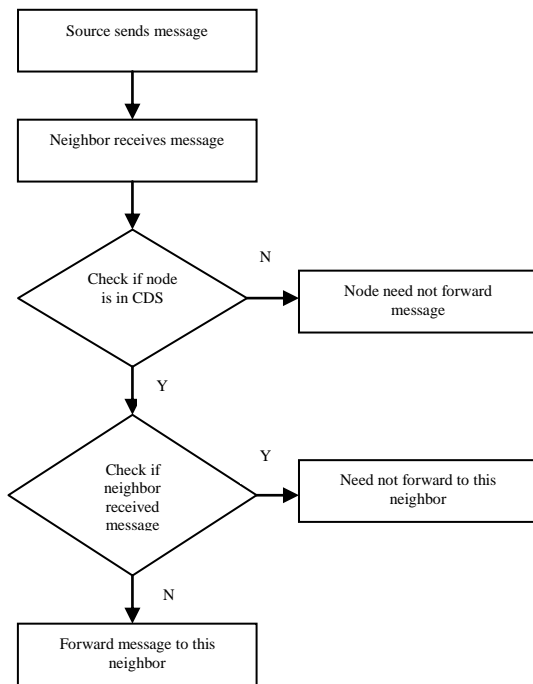 Source sends message
Neighbor receives message
Check if node
is in CDS
N
Node need not forward
message
Y
Check if
neighbor
received
message
Y
Need not forward to this
neighbor
N
Forward message to this
neighbor